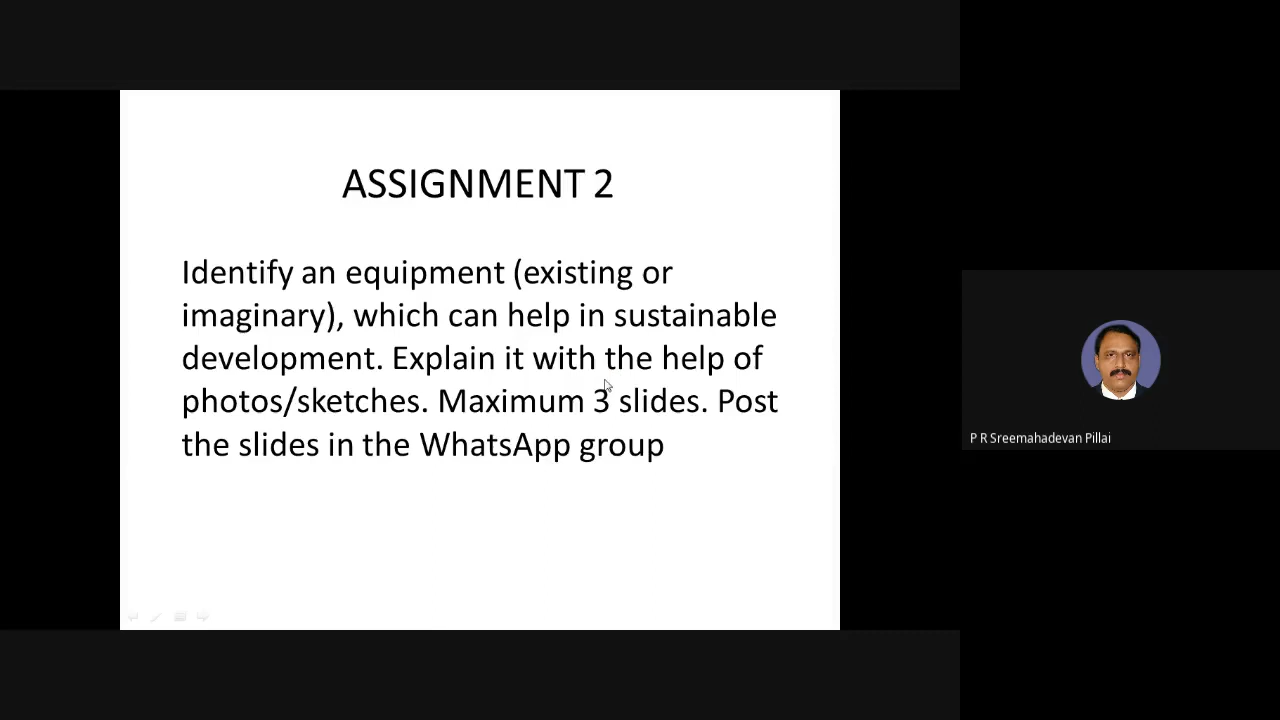 ASSIGNMENT 2
Identify an equipment (existing or
imaginary), which can help in sustainable
development. Explain it with the help of
photos/sketches. Maximum 3 slides. Post
the slides in the WhatsApp group
P R Sreemahadevan Pillai